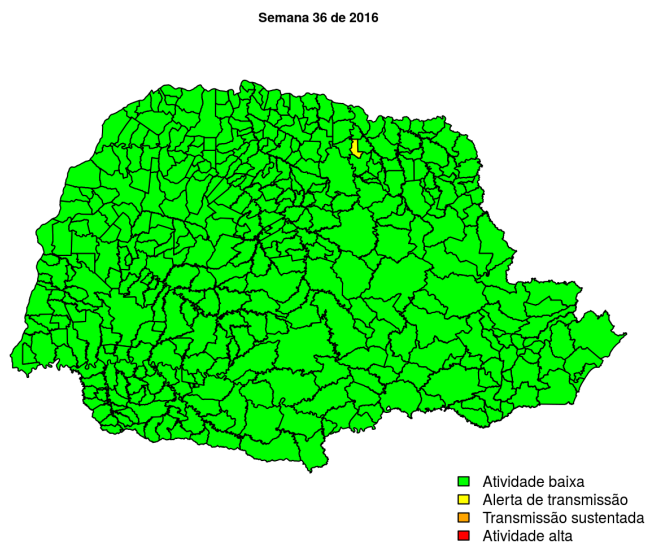 Semana 36 de 2016
Atividade baixa
Alerta de transmissão
Transmissão sustentada
Atividade alta